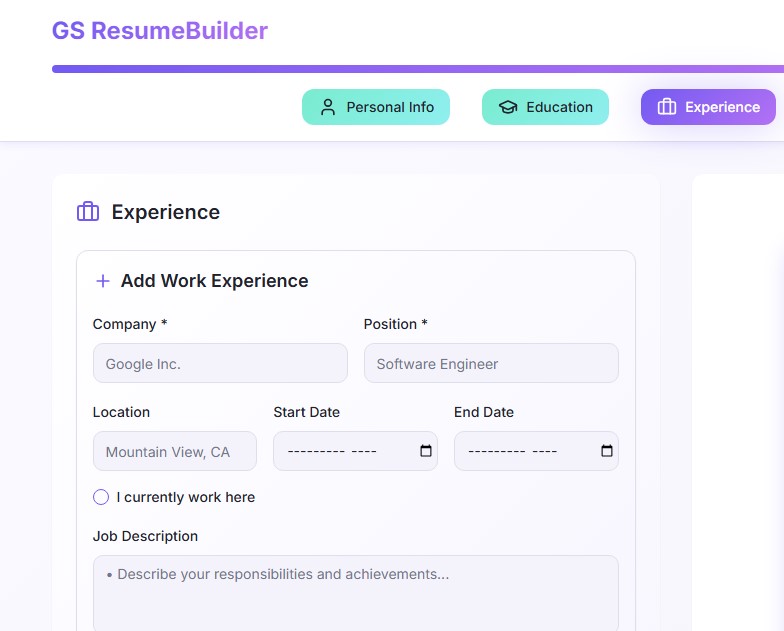 GS ResumeBuilder
Personal Info Education Experience
Experience
+ Add Work Experience
Company * Position *
Google Inc. Software Engineer
Location Start Date End Date
Mountain View, CA --------- ---- --------- ----
I currently work here
Job Description
• Describe your responsibilities and achievements...